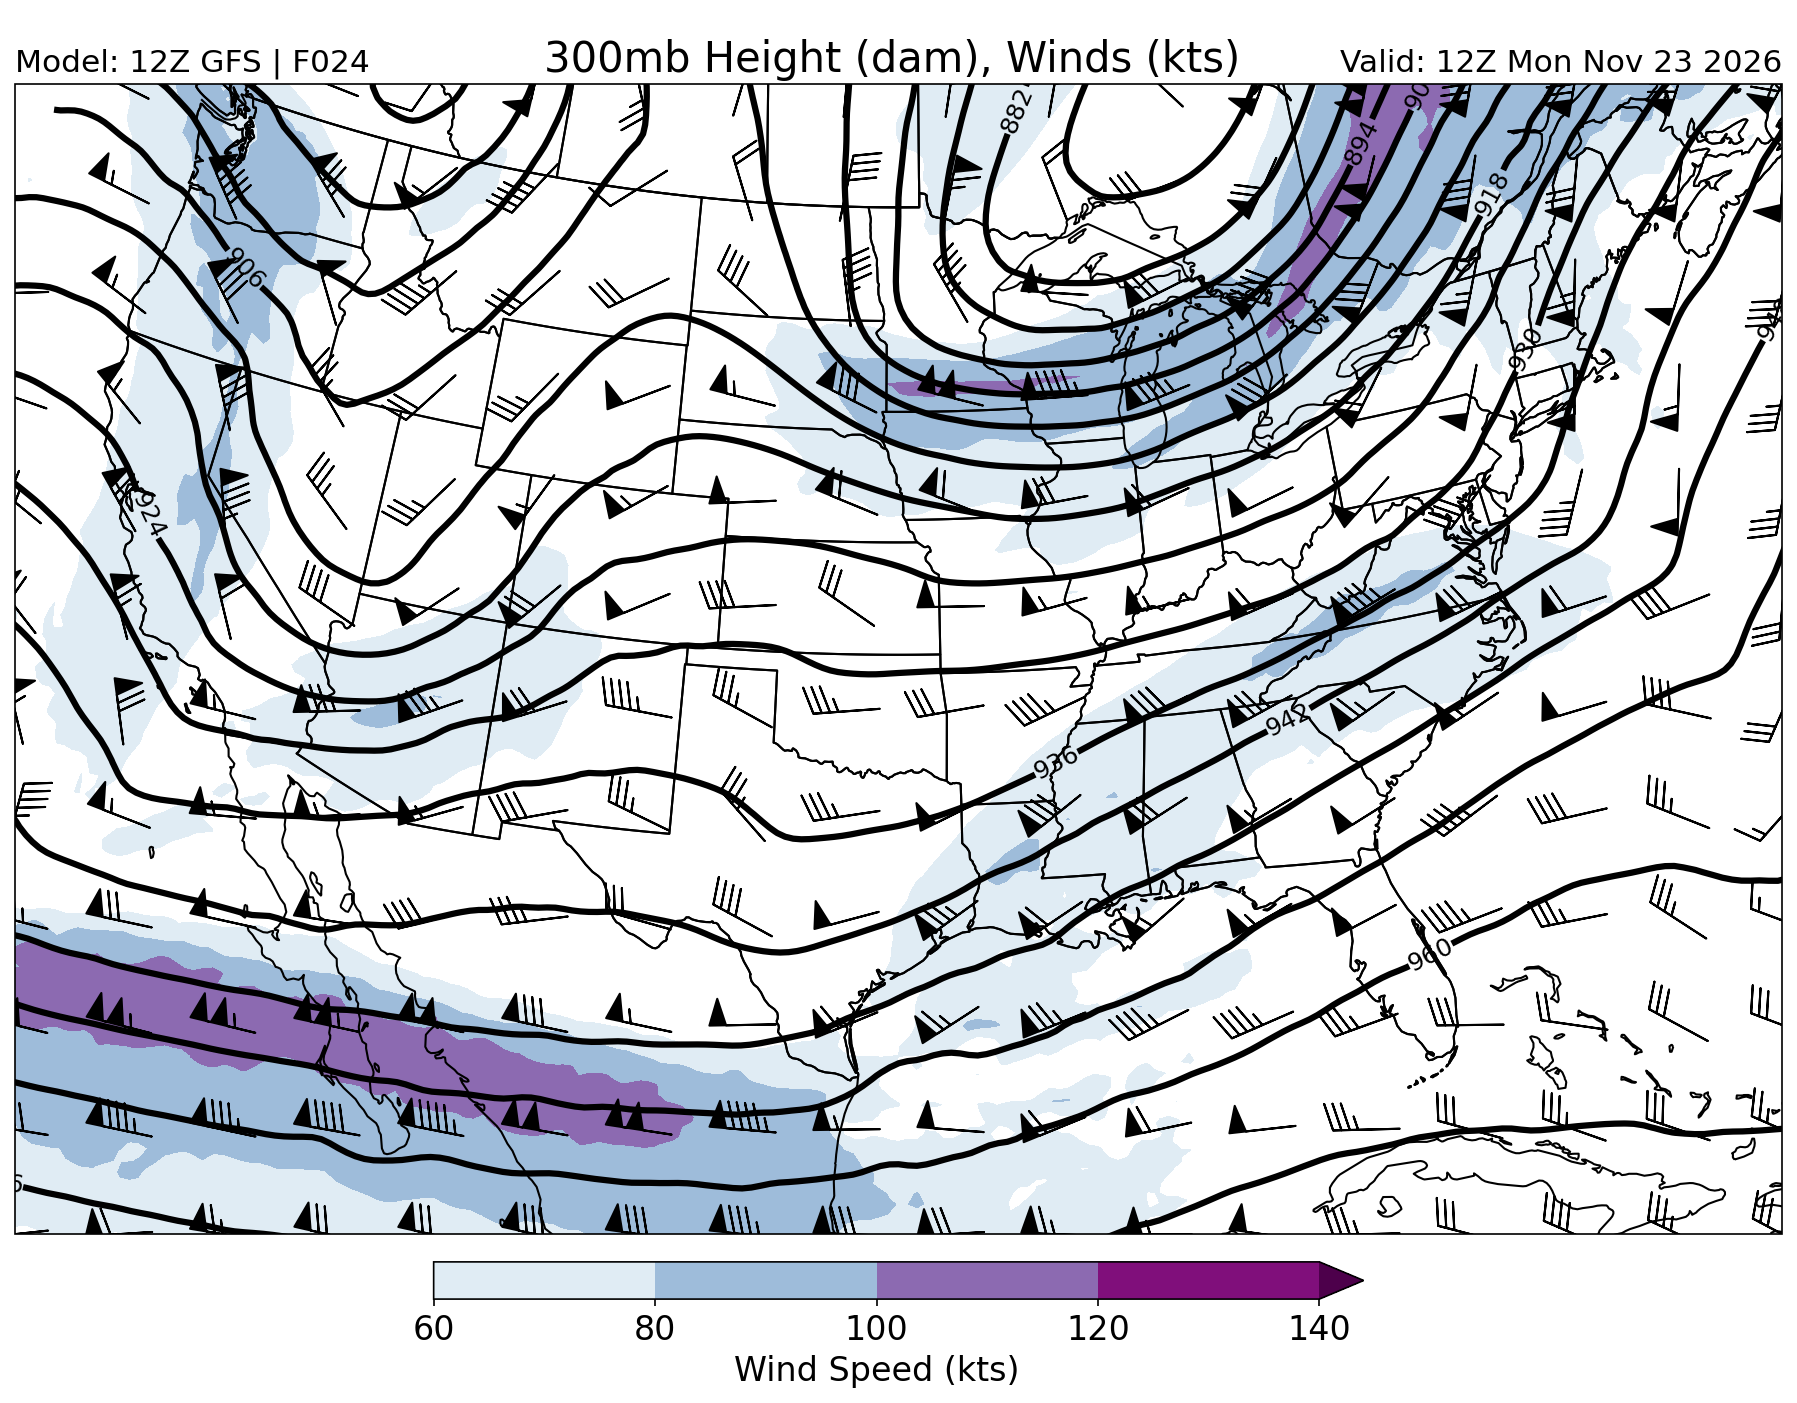 Model: 12Z GFS | F024
300mb Height (dam), Winds (kts)
Valid: 12Z Mon Nov 23 2026
882
894
906
918
924
930
936
942
960
60 80 100 120 140
Wind Speed (kts)